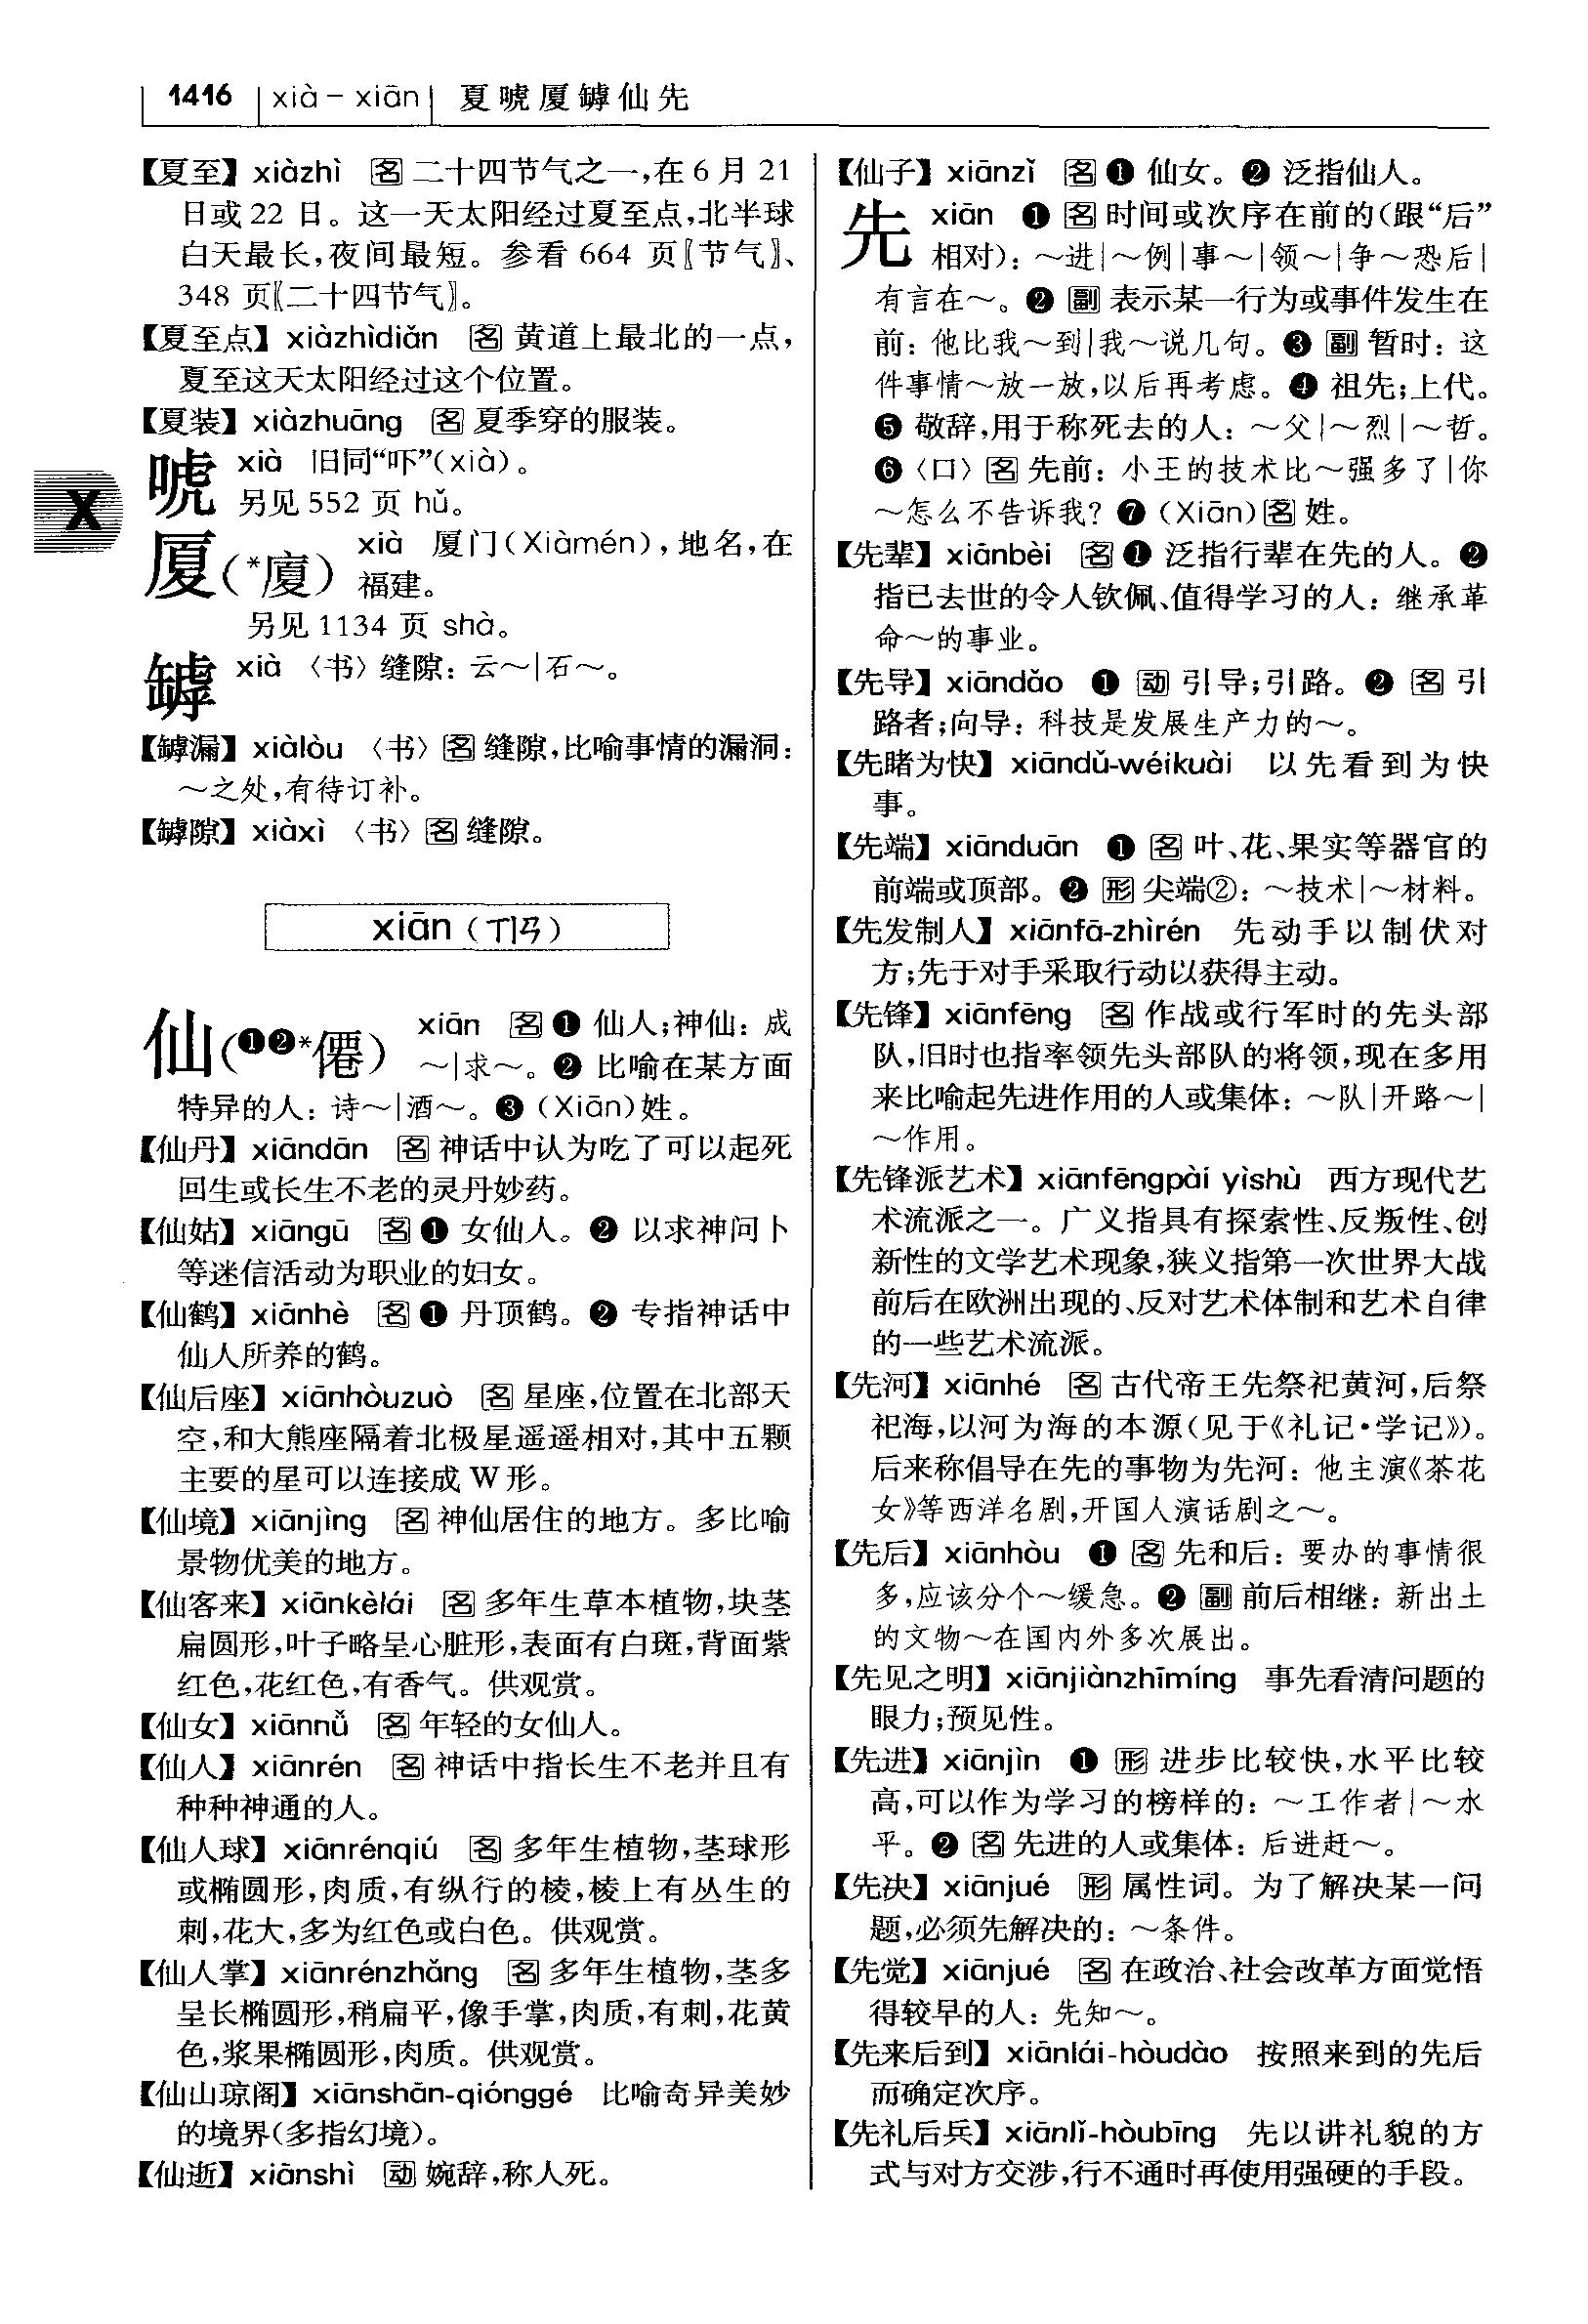 1416 xià－xiān 夏唬厦罅仙先
【夏至】 xiàzhì 名 二十四节气之一,在 6 月 21
日或 22 日。这一天太阳经过夏至点,北半球
白天最长,夜间最短。参看 664 页〖节气〗、
348 页〖二十四节气〗。
【夏至点】 xiàzhìdiǎn 名 黄道上最北的一点,
夏至这天太阳经过这个位置。
【夏装】 xiàzhuāng 名 夏季穿的服装。
唬 xià 旧同“吓”(xià)。
另见 552 页 hǔ。
X
厦(*廈) xià 厦门(Xiàmén),地名,在
福建。
另见 1134 页 shà。
罅 xià 〈书〉缝隙：云～|石～。
【罅漏】 xiàlòu 〈书〉名 缝隙,比喻事情的漏洞：
～之处,有待订补。
【罅隙】 xiàxì 〈书〉名 缝隙。
xiān (ㄒㄧㄢ)
仙(❶❷*僊) xiān 名 ❶ 仙人;神仙：成
～|求～。❷ 比喻在某方面
特异的人：诗～|酒～。❸ (Xiān)姓。
【仙丹】 xiāndān 名 神话中认为吃了可以起死
回生或长生不老的灵丹妙药。
【仙姑】 xiāngū 名 ❶ 女仙人。❷ 以求神问卜
等迷信活动为职业的妇女。
【仙鹤】 xiānhè 名 ❶ 丹顶鹤。❷ 专指神话中
仙人所养的鹤。
【仙后座】 xiānhòuzuò 名 星座,位置在北部天
空,和大熊座隔着北极星遥遥相对,其中五颗
主要的星可以连接成 W 形。
【仙境】 xiānjìng 名 神仙居住的地方。多比喻
景物优美的地方。
【仙客来】 xiānkèlái 名 多年生草本植物,块茎
扁圆形,叶子略呈心脏形,表面有白斑,背面紫
红色,花红色,有香气。供观赏。
【仙女】 xiānnǚ 名 年轻的女仙人。
【仙人】 xiānrén 名 神话中指长生不老并且有
种种神通的人。
【仙人球】 xiānrénqiú 名 多年生植物,茎球形
或椭圆形,肉质,有纵行的棱,棱上有丛生的
刺,花大,多为红色或白色。供观赏。
【仙人掌】 xiānrénzhǎng 名 多年生植物,茎多
呈长椭圆形,稍扁平,像手掌,肉质,有刺,花黄
色,浆果椭圆形,肉质。供观赏。
【仙山琼阁】 xiānshān-qiónggé 比喻奇异美妙
的境界(多指幻境)。
【仙逝】 xiānshì 动 婉辞,称人死。
【仙子】 xiānzǐ 名 ❶ 仙女。❷ 泛指仙人。
先 xiān ❶ 名 时间或次序在前的(跟“后”
相对)：～进|～例|事～|领～|争～恐后|
有言在～。❷ 副 表示某一行为或事件发生在
前：他比我～到|我～说几句。❸ 副 暂时：这
件事情～放一放,以后再考虑。❹ 祖先;上代。
❺ 敬辞,用于称死去的人：～父|～烈|～哲。
❻〈口〉名 先前：小王的技术比～强多了|你
～怎么不告诉我? ❼ (Xiān)名 姓。
【先辈】 xiānbèi 名 ❶ 泛指行辈在先的人。❷
指已去世的令人钦佩、值得学习的人：继承革
命～的事业。
【先导】 xiāndǎo ❶ 动 引导;引路。❷ 名 引
路者;向导：科技是发展生产力的～。
【先睹为快】 xiāndǔ-wéikuài 以先看到为快
事。
【先端】 xiānduān ❶ 名 叶、花、果实等器官的
前端或顶部。❷ 形 尖端②：～技术|～材料。
【先发制人】 xiānfā-zhìrén 先动手以制伏对
方;先于对手采取行动以获得主动。
【先锋】 xiānfēng 名 作战或行军时的先头部
队,旧时也指率领先头部队的将领,现在多用
来比喻起先进作用的人或集体：～队|开路～|
～作用。
【先锋派艺术】 xiānfēngpài yìshù 西方现代艺
术流派之一。广义指具有探索性、反叛性、创
新性的文学艺术现象,狭义指第一次世界大战
前后在欧洲出现的、反对艺术体制和艺术自律
的一些艺术流派。
【先河】 xiānhé 名 古代帝王先祭祀黄河,后祭
祀海,以河为海的本源(见于《礼记·学记》)。
后来称倡导在先的事物为先河：他主演《茶花
女》等西洋名剧,开国人演话剧之～。
【先后】 xiānhòu ❶ 名 先和后：要办的事情很
多,应该分个～缓急。❷ 副 前后相继：新出土
的文物～在国内外多次展出。
【先见之明】 xiānjiànzhīmíng 事先看清问题的
眼力;预见性。
【先进】 xiānjìn ❶ 形 进步比较快,水平比较
高,可以作为学习的榜样的：～工作者|～水
平。❷ 名 先进的人或集体：后进赶～。
【先决】 xiānjué 形 属性词。为了解决某一问
题,必须先解决的：～条件。
【先觉】 xiānjué 名 在政治、社会改革方面觉悟
得较早的人：先知～。
【先来后到】 xiānlái-hòudào 按照来到的先后
而确定次序。
【先礼后兵】 xiānlǐ-hòubīng 先以讲礼貌的方
式与对方交涉,行不通时再使用强硬的手段。